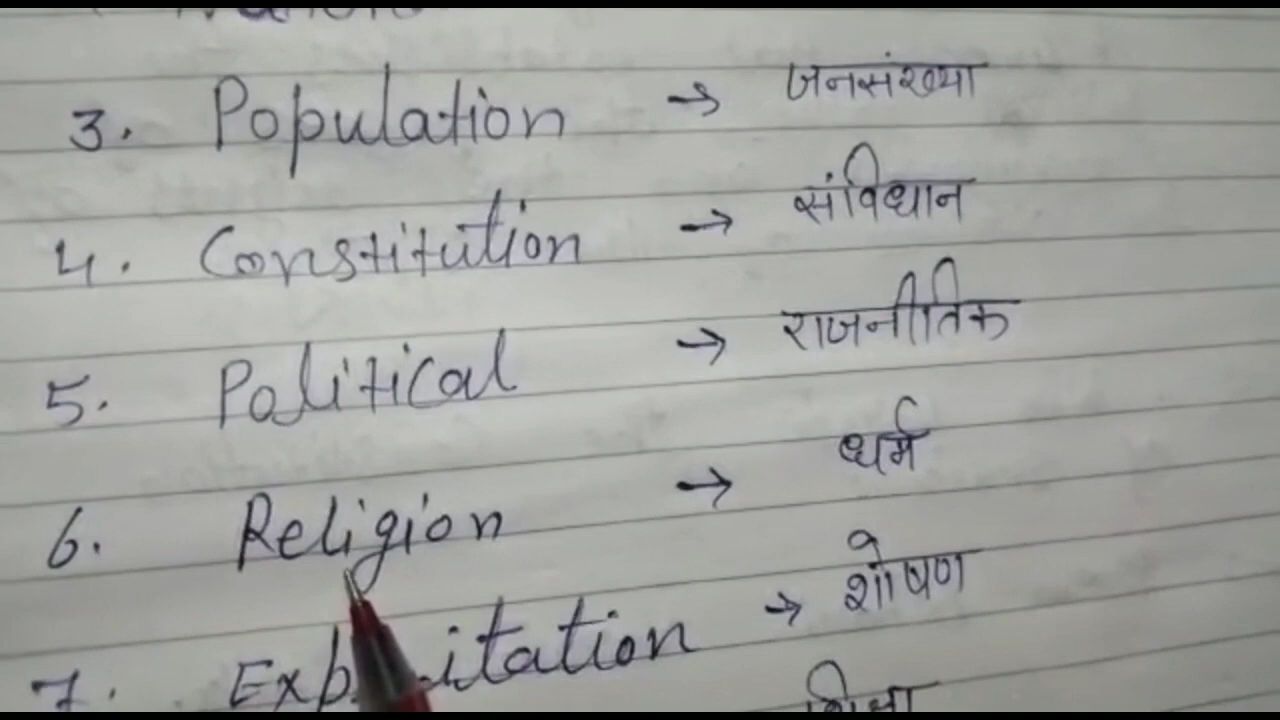 3. Population → जनसंख्या
4. Constitution → संविधान
5. Political → राजनीतिक
6. Religion → धर्म
7. → शोषण